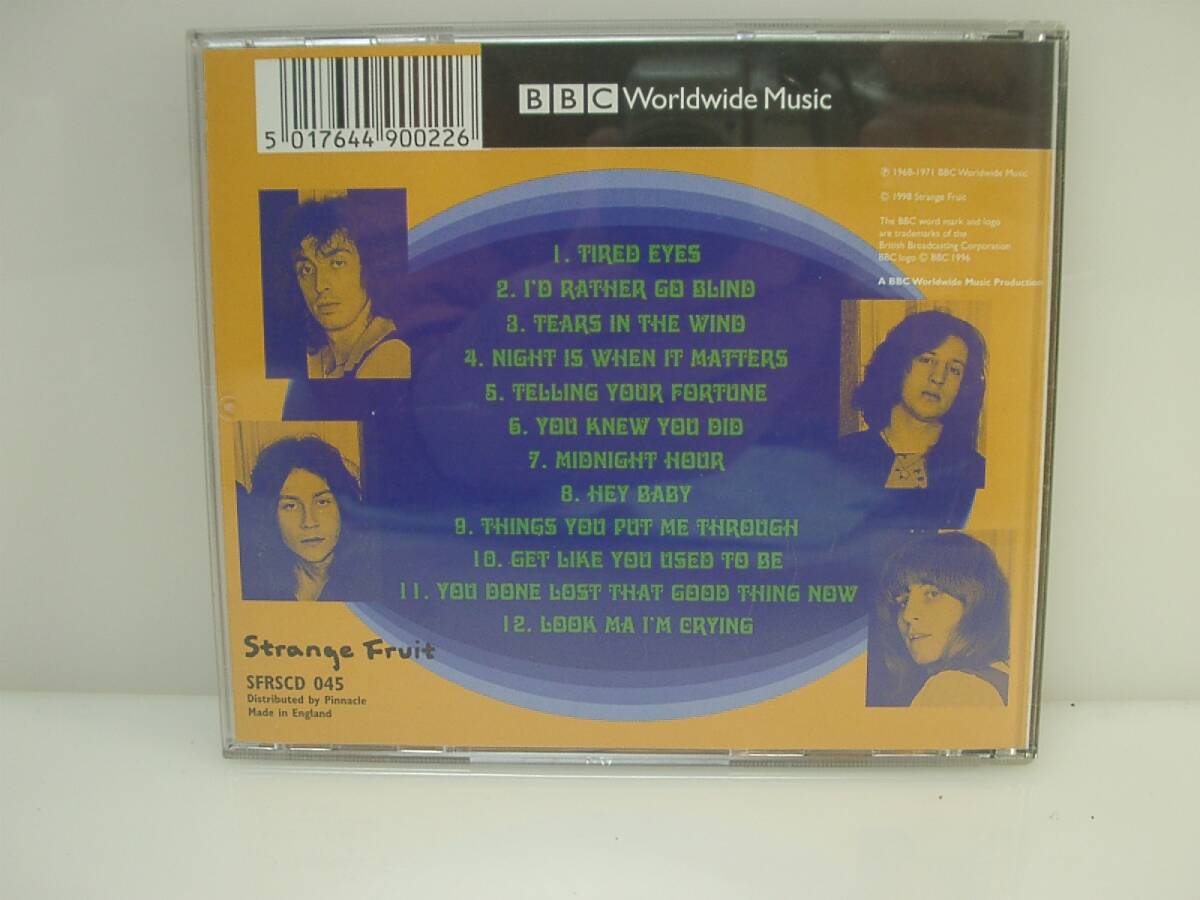 BBC Worldwide Music
5 017644 900226
℗ 1968-1971 BBC Worldwide Music
© 1998 Strange Fruit
The BBC word mark and logo
are trademarks of the
British Broadcasting Corporation
BBC logo © BBC 1996
A BBC Worldwide Music Production
1. TIRED EYES
2. I'D RATHER GO BLIND
3. TEARS IN THE WIND
4. NIGHT IS WHEN IT MATTERS
5. TELLING YOUR FORTUNE
6. YOU KNEW YOU DID
7. MIDNIGHT HOUR
8. HEY BABY
9. THINGS YOU PUT ME THROUGH
10. GET LIKE YOU USED TO BE
11. YOU DONE LOST THAT GOOD THING NOW
12. LOOK MA I'M CRYING
Strange Fruit
SFRSCD 045
Distributed by Pinnacle
Made in England